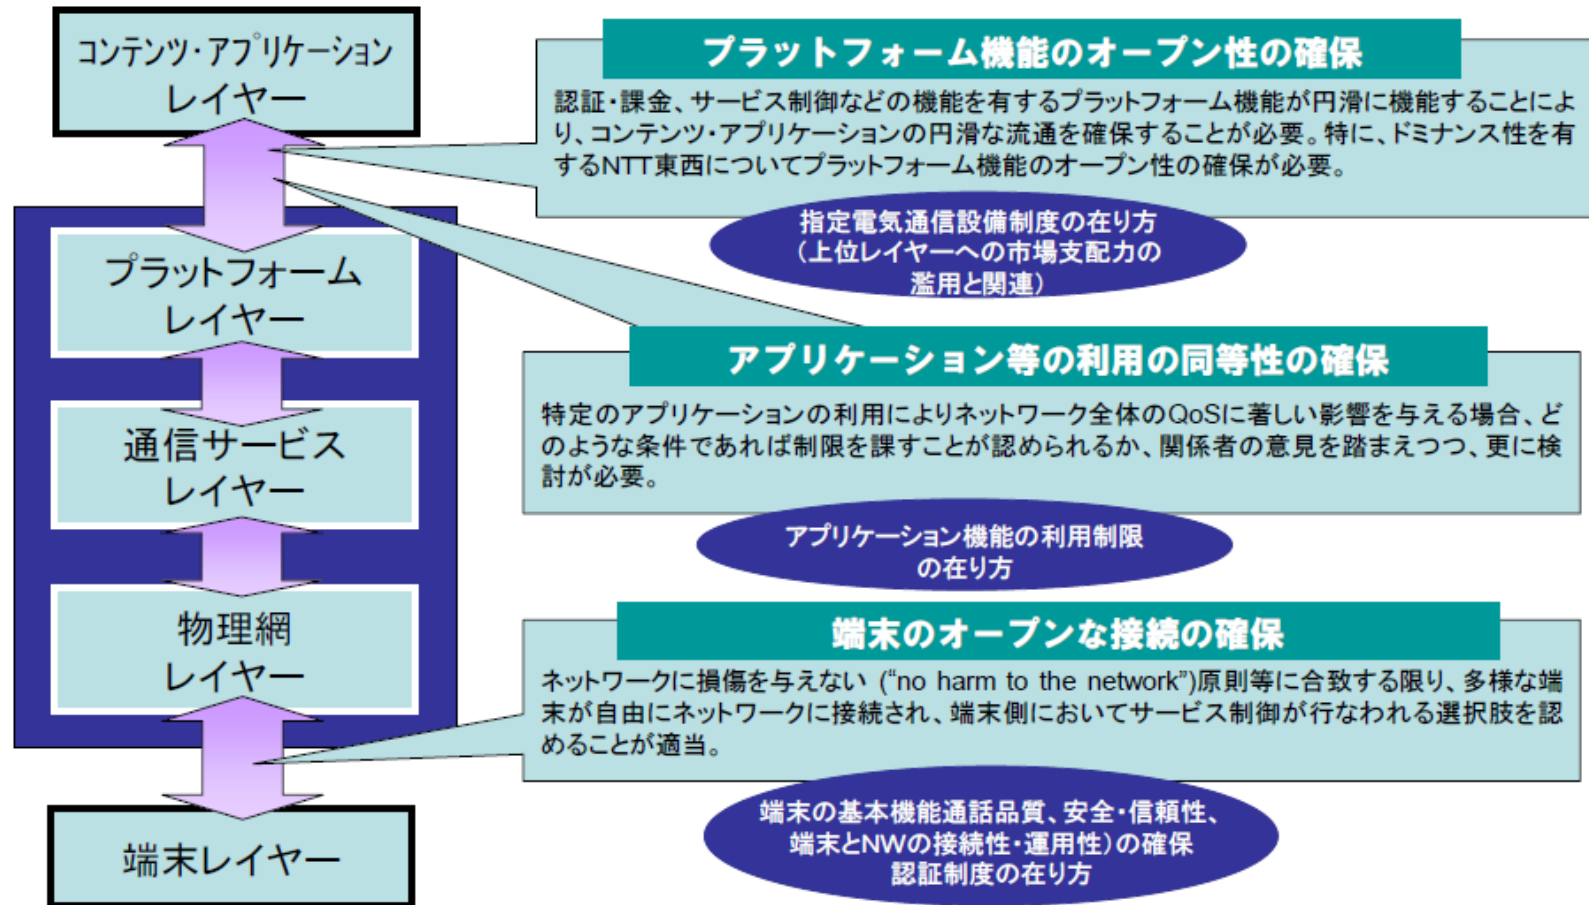 コンテンツ・アプリケーション
レイヤー
プラットフォーム
レイヤー
通信サービス
レイヤー
物理網
レイヤー
端末レイヤー
プラットフォーム機能のオープン性の確保
認証・課金、サービス制御などの機能を有するプラットフォーム機能が円滑に機能することによ
り、コンテンツ・アプリケーションの円滑な流通を確保することが必要。特に、ドミナンス性を有
するNTT東西についてプラットフォーム機能のオープン性の確保が必要。
指定電気通信設備制度の在り方
（上位レイヤーへの市場支配力の
濫用と関連）
アプリケーション等の利用の同等性の確保
特定のアプリケーションの利用によりネットワーク全体のQoSに著しい影響を与える場合、ど
のような条件であれば制限を課すことが認められるか、関係者の意見を踏まえつつ、更に検
討が必要。
アプリケーション機能の利用制限
の在り方
端末のオープンな接続の確保
ネットワークに損傷を与えない (“no harm to the network”)原則等に合致する限り、多様な端
末が自由にネットワークに接続され、端末側においてサービス制御が行なわれる選択肢を認
めることが適当。
端末の基本機能通話品質、安全・信頼性、
端末とNWの接続性・運用性）の確保
認証制度の在り方